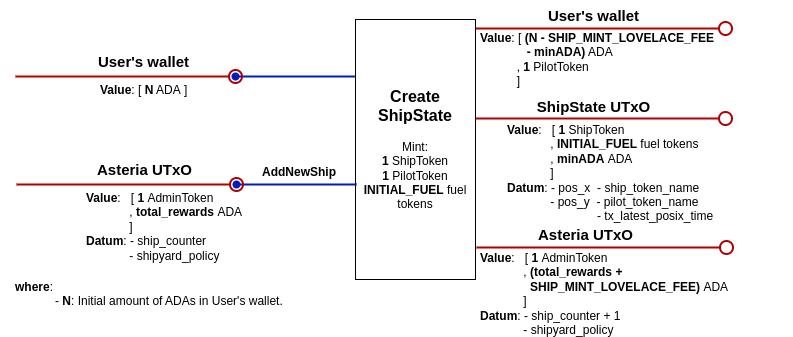 User's wallet
Value: [ N ADA ]
Asteria UTxO
Value: [ 1 AdminToken
, total_rewards ADA
]
Datum: - ship_counter
- shipyard_policy
where:
- N: Initial amount of ADAs in User's wallet.
AddNewShip
Create
ShipState
Mint:
1 ShipToken
1 PilotToken
INITIAL_FUEL fuel
tokens
User's wallet
Value: [ (N - SHIP_MINT_LOVELACE_FEE
- minADA) ADA
, 1 PilotToken
]
ShipState UTxO
Value: [ 1 ShipToken
, INITIAL_FUEL fuel tokens
, minADA ADA
]
Datum: - pos_x - ship_token_name
- pos_y - pilot_token_name
- tx_latest_posix_time
Asteria UTxO
Value: [ 1 AdminToken
, (total_rewards +
SHIP_MINT_LOVELACE_FEE) ADA
]
Datum: - ship_counter + 1
- shipyard_policy